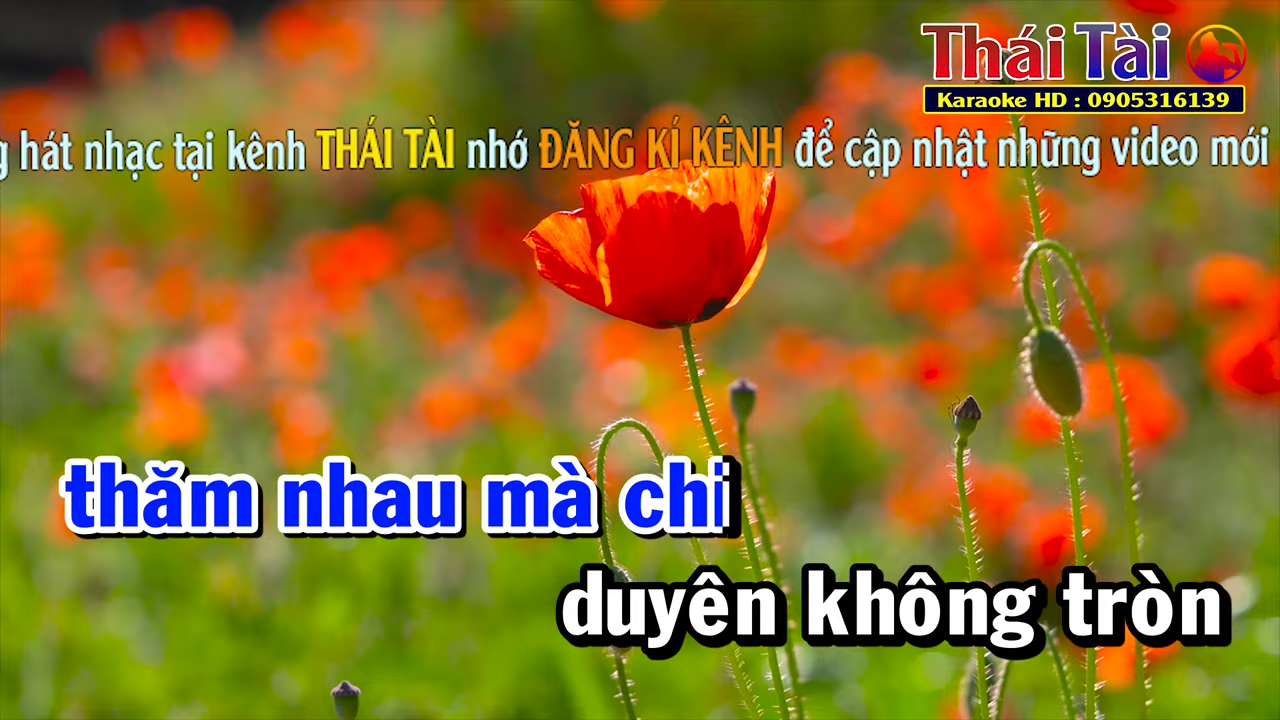 Thái Tài
Karaoke HD : 0905316139
hát nhạc tại kênh THÁI TÀI nhớ ĐĂNG KÍ KÊNH để cập nhật những video mới
thăm nhau mà chi
duyên không tròn